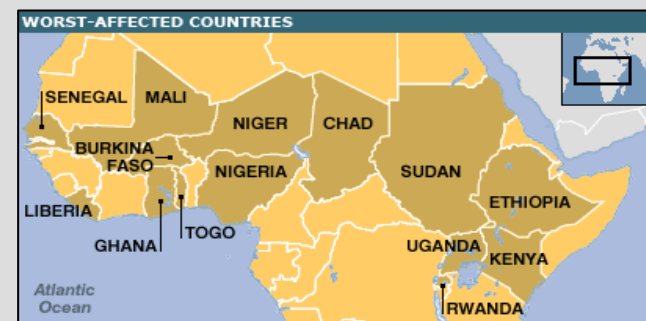 WORST-AFFECTED COUNTRIES
SENEGAL
MALI
NIGER
CHAD
BURKINA
FASO
NIGERIA
SUDAN
ETHIOPIA
LIBERIA
GHANA
TOGO
UGANDA
KENYA
Atlantic
Ocean
RWANDA